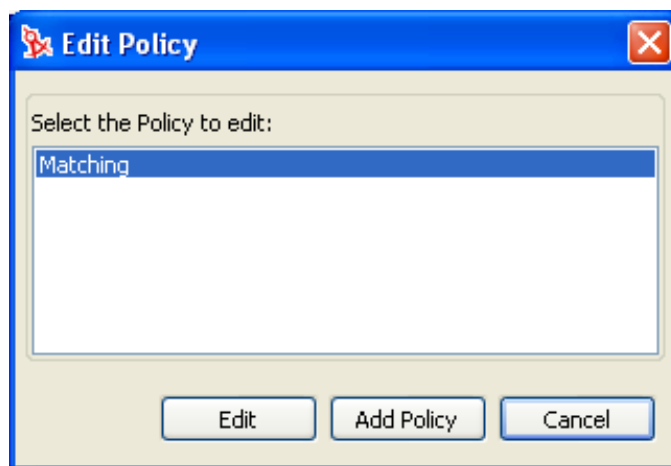 Edit Policy
Select the Policy to edit:
Matching
Edit
Add Policy
Cancel